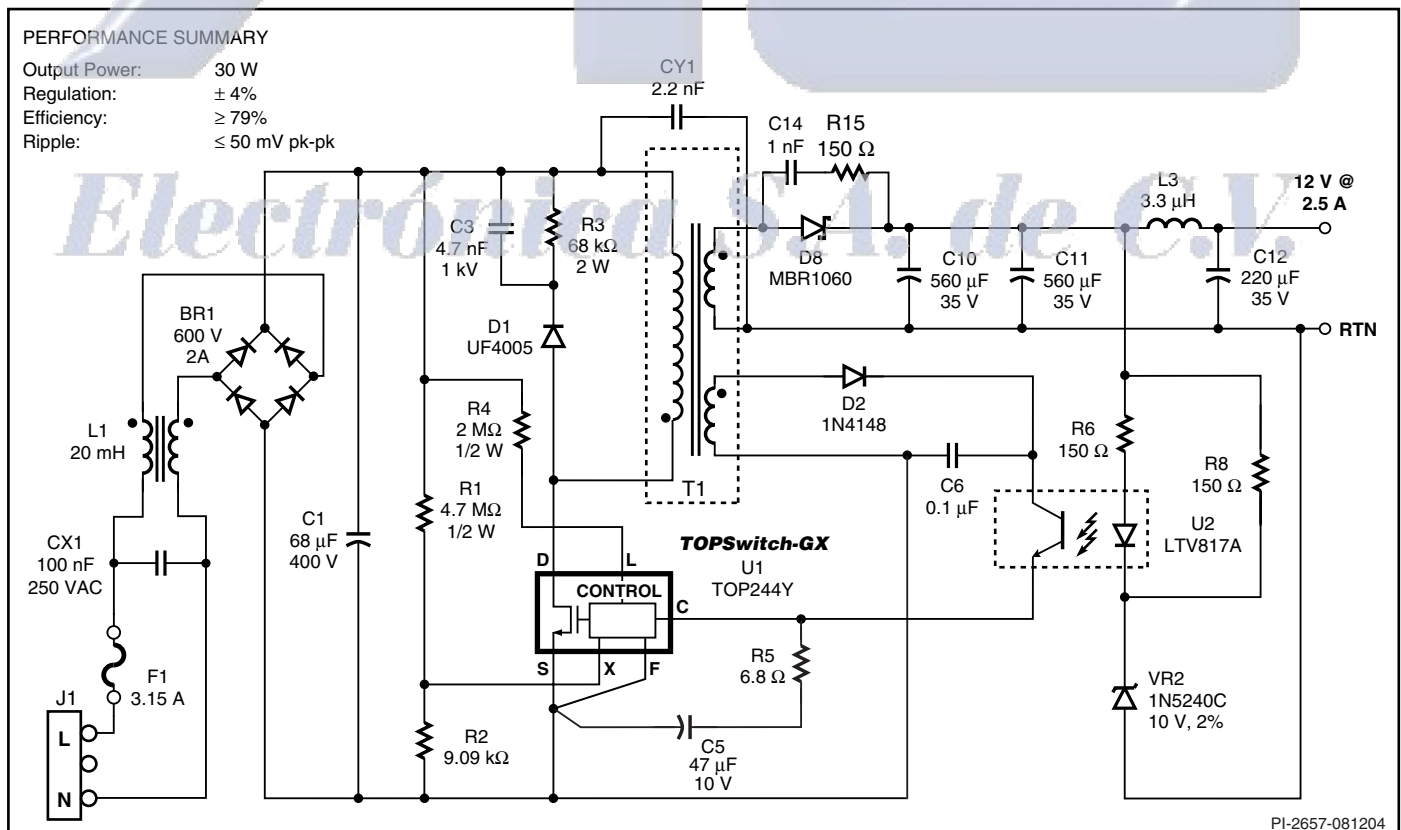 PERFORMANCE SUMMARY
Output Power: 30 W
Regulation: ± 4%
Efficiency: ≥ 79%
Ripple: ≤ 50 mV pk-pk
CY1
2.2 nF
C14
1 nF
R15
150 Ω
L3
3.3 µH
12 V @
2.5 A
Electrónica S.A. de C.V.
C3
4.7 nF
1 kV
R3
68 kΩ
2 W
D8
MBR1060
C10
560 µF
35 V
C11
560 µF
35 V
C12
220 µF
35 V
RTN
BR1
600 V
2A
D1
UF4005
D2
1N4148
L1
20 mH
R4
2 MΩ
1/2 W
R6
150 Ω
R8
150 Ω
T1
C6
0.1 µF
R1
4.7 MΩ
1/2 W
C1
68 µF
400 V
U2
LTV817A
CX1
100 nF
250 VAC
TOPSwitch-GX
U1
TOP244Y
D
L
CONTROL
C
S
X
F
R5
6.8 Ω
F1
3.15 A
J1
L
N
R2
9.09 kΩ
C5
47 µF
10 V
VR2
1N5240C
10 V, 2%
PI-2657-081204